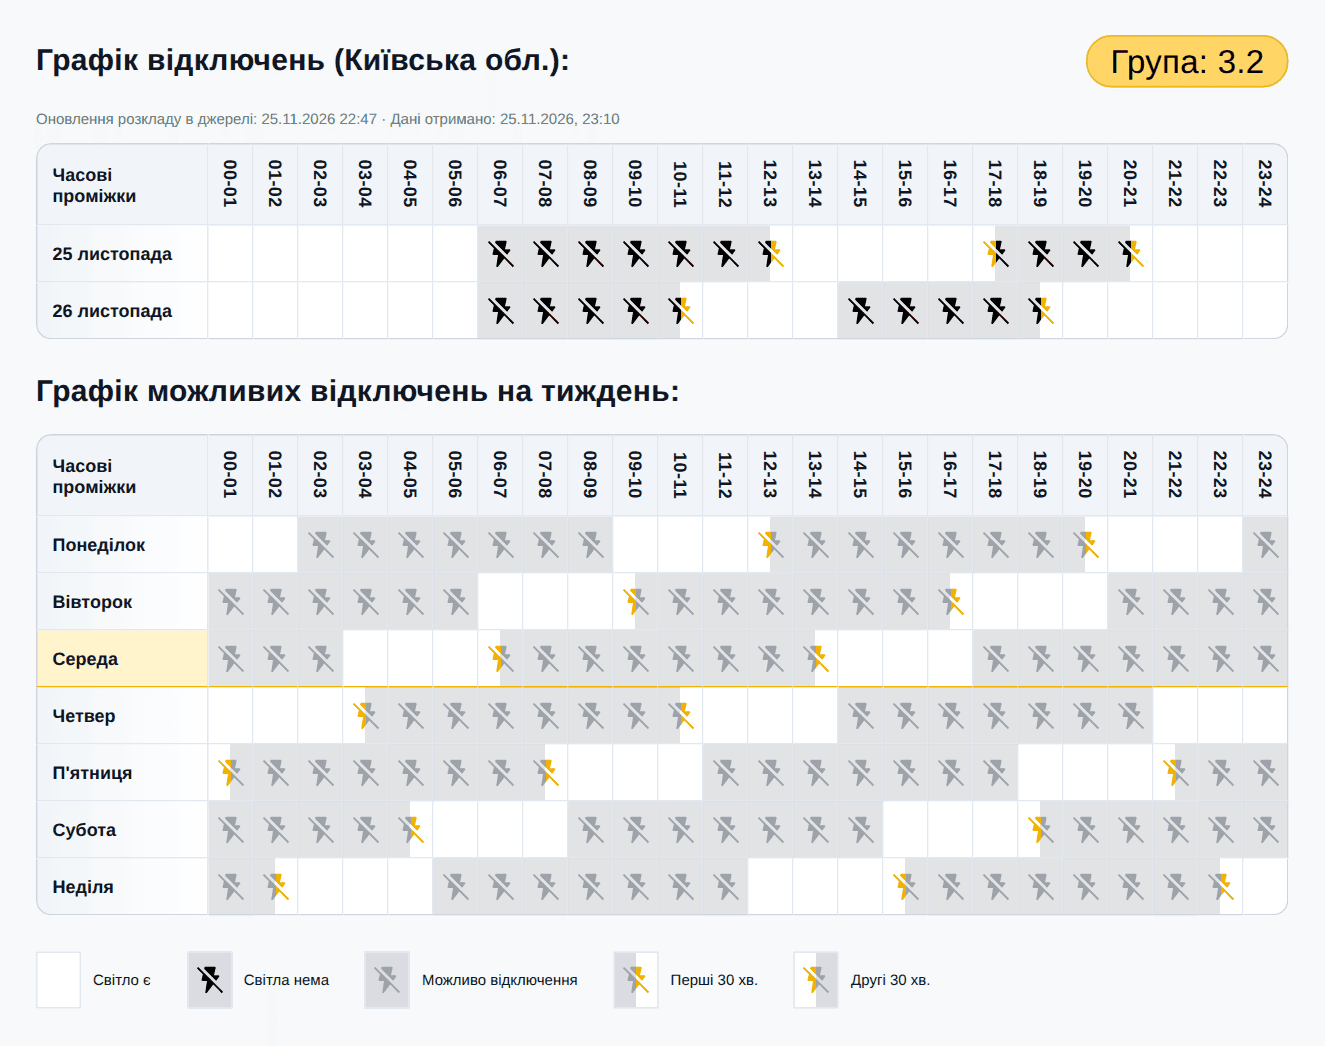 Графік відключень (Київська обл.):
Група: 3.2
Оновлення розкладу в джерелі: 25.11.2026 22:47 · Дані отримано: 25.11.2026, 23:10
Часові
проміжки
00-01 01-02 02-03 03-04 04-05 05-06 06-07 07-08 08-09 09-10 10-11 11-12 12-13 13-14 14-15 15-16 16-17 17-18 18-19 19-20 20-21 21-22 22-23 23-24
25 листопада
26 листопада
Графік можливих відключень на тиждень:
Часові
проміжки
00-01 01-02 02-03 03-04 04-05 05-06 06-07 07-08 08-09 09-10 10-11 11-12 12-13 13-14 14-15 15-16 16-17 17-18 18-19 19-20 20-21 21-22 22-23 23-24
Понеділок
Вівторок
Середа
Четвер
П'ятниця
Субота
Неділя
Світло є
Світла нема
Можливо відключення
Перші 30 хв.
Другі 30 хв.